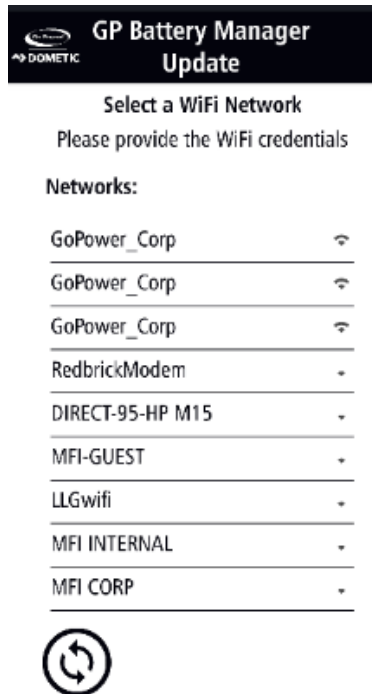 GP Battery Manager
Update
DOMETIC
Select a WiFi Network
Please provide the WiFi credentials
Networks:
GoPower_Corp
GoPower_Corp
GoPower_Corp
RedbrickModem
DIRECT-95-HP M15
MFI-GUEST
LLGwifi
MFI INTERNAL
MFI CORP